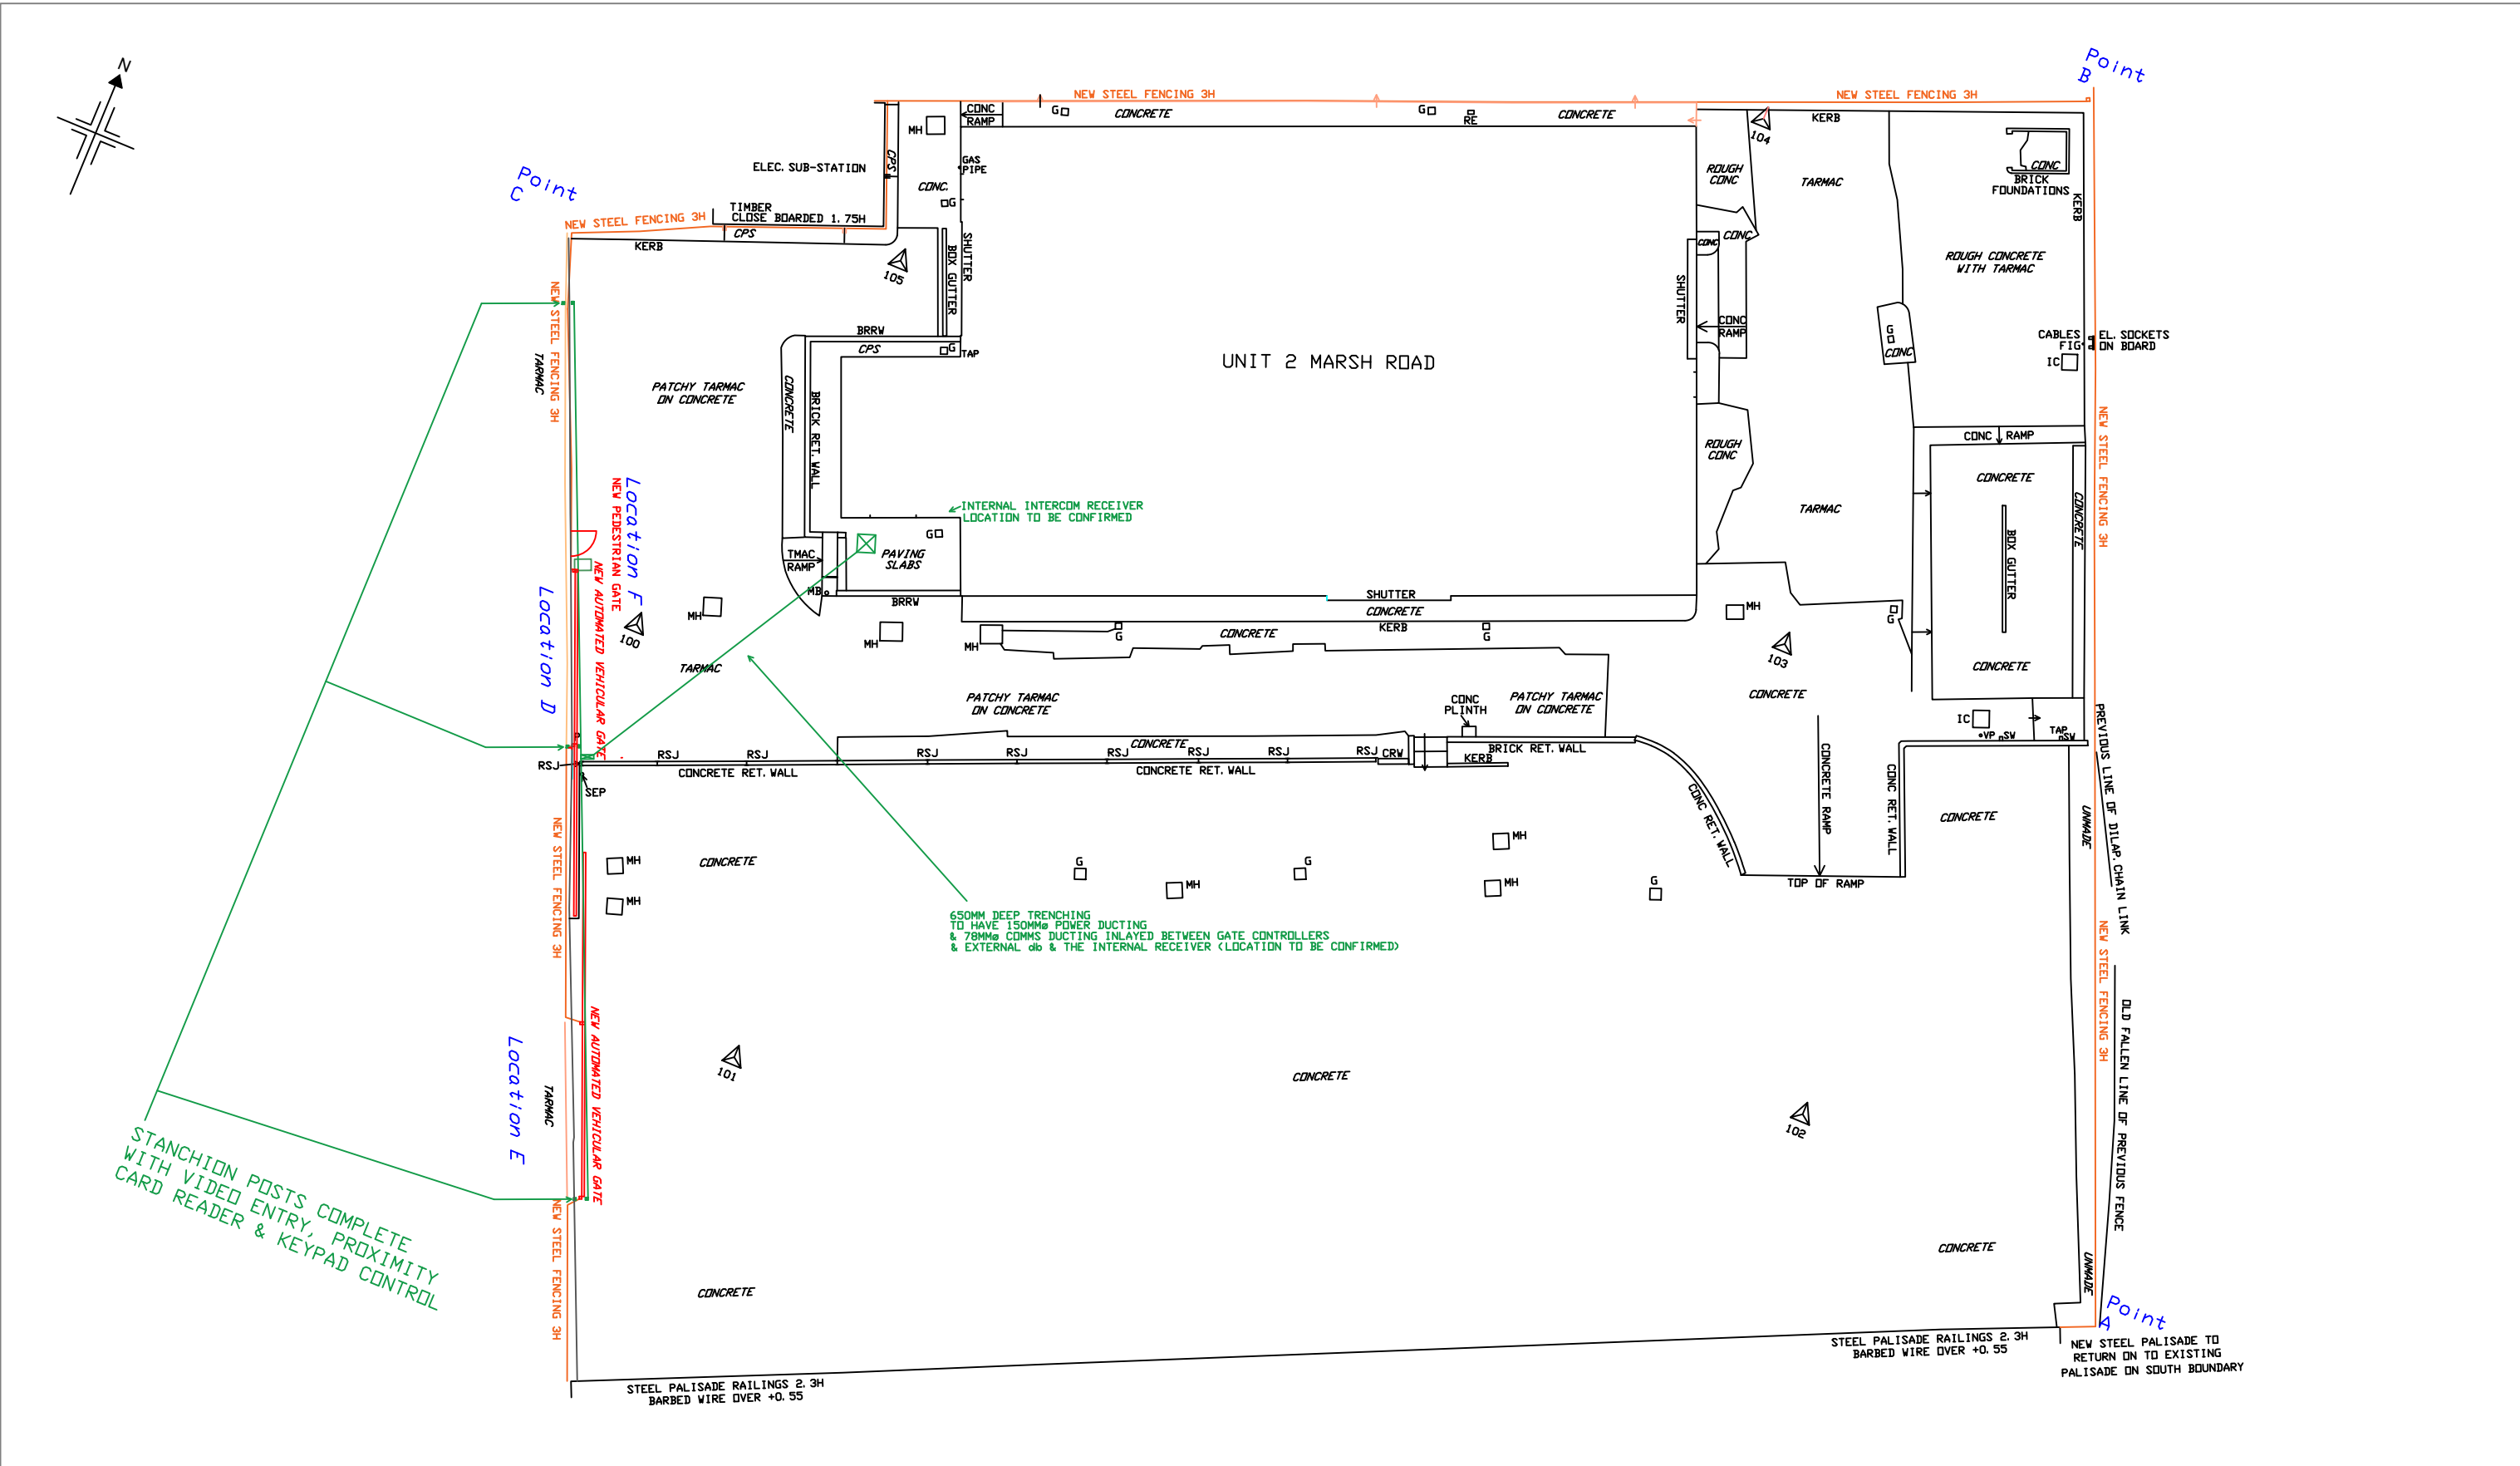 N
Point
B
NEW STEEL FENCING 3H
NEW STEEL FENCING 3H
CONC
RAMP
G
CONCRETE
G
RE
CONCRETE
KERB
104
MH
CPS
ELEC. SUB-STATION
GAS
PIPE
CONC.
G
ROUGH
CONC
TARMAC
CONC
BRICK
FOUNDATIONS
KERB
Point
C
NEW STEEL FENCING 3H
TIMBER
CLOSE BOARDED 1.75H
CPS
KERB
105
SHUTTER
BOX GUTTER
CONC
CONC
SHUTTER
CONC
RAMP
ROUGH CONCRETE
WITH TARMAC
G
CONC
CABLES
FIG
EL. SOCKETS
ON BOARD
IC
NEW STEEL FENCING 3H
TARMAC
BRRW
CPS
G
TAP
UNIT 2 MARSH ROAD
PATCHY TARMAC
ON CONCRETE
CONCRETE
BRICK RET. WALL
ROUGH
CONC
CONC RAMP
NEW STEEL FENCING 3H
CONCRETE
CONCRETE
BOX GUTTER
CONCRETE
TARMAC
Location F
NEW PEDESTRIAN GATE
INTERNAL INTERCOM RECEIVER
LOCATION TO BE CONFIRMED
G
PAVING
SLABS
TMAC
RAMP
MB
BRRW
Location D
NEW AUTOMATED VEHICULAR GATE
100
MH
MH
MH
SHUTTER
CONCRETE
KERB
G
CONCRETE
G
MH
G
103
TARMAC
PATCHY TARMAC
ON CONCRETE
CONC
PLINTH
PATCHY TARMAC
ON CONCRETE
CONCRETE
IC
VP
SW
TAP
SW
P
RSJ
SEP
RSJ
RSJ
CONCRETE RET. WALL
CONCRETE
RSJ
RSJ
RSJ
RSJ
RSJ
RSJ
CRW
CONCRETE RET. WALL
BRICK RET. WALL
KERB
CONC RET. WALL
CONCRETE RAMP
TOP OF RAMP
CONC RET. WALL
CONCRETE
UNMADE
PREVIOUS LINE OF DILAP. CHAIN LINK
NEW STEEL FENCING 3H
NEW STEEL FENCING 3H
MH
MH
CONCRETE
G
MH
G
MH
MH
G
650MM DEEP TRENCHING
TO HAVE 150MMø POWER DUCTING
& 78MMø COMMS DUCTING INLAYED BETWEEN GATE CONTROLLERS
& EXTERNAL db & THE INTERNAL RECEIVER (LOCATION TO BE CONFIRMED)
OLD FALLEN LINE OF PREVIOUS FENCE
Location E
TARMAC
NEW AUTOMATED VEHICULAR GATE
101
CONCRETE
102
STANCHION POSTS COMPLETE
WITH VIDEO ENTRY, PROXIMITY
CARD READER & KEYPAD CONTROL
NEW STEEL FENCING 3H
CONCRETE
CONCRETE
UNMADE
Point
A
STEEL PALISADE RAILINGS 2.3H
BARBED WIRE OVER +0.55
STEEL PALISADE RAILINGS 2.3H
BARBED WIRE OVER +0.55
NEW STEEL PALISADE TO
RETURN ON TO EXISTING
PALISADE ON SOUTH BOUNDARY